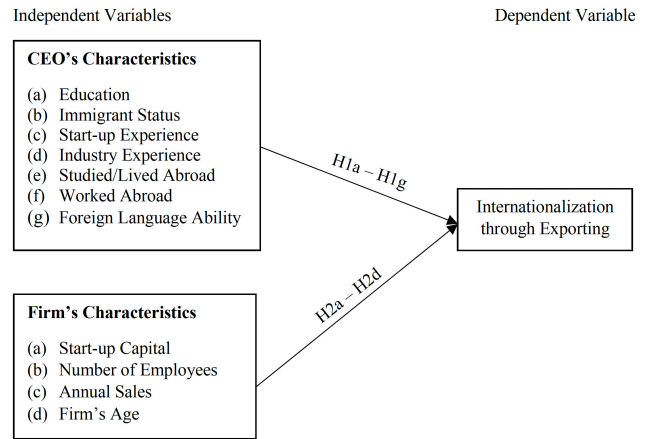 Independent Variables
Dependent Variable
CEO's Characteristics
(a) Education
(b) Immigrant Status
(c) Start-up Experience
(d) Industry Experience
(e) Studied/Lived Abroad
(f) Worked Abroad
(g) Foreign Language Ability
H1a – H1g
Internationalization
through Exporting
H2a – H2d
Firm's Characteristics
(a) Start-up Capital
(b) Number of Employees
(c) Annual Sales
(d) Firm's Age